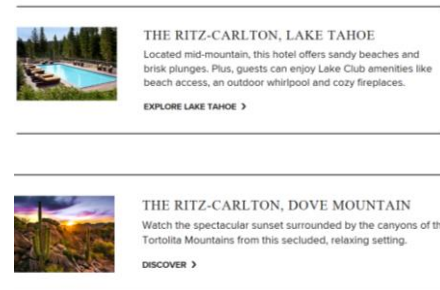 THE RITZ-CARLTON, LAKE TAHOE
Located mid-mountain, this hotel offers sandy beaches and
brisk plunges. Plus, guests can enjoy Lake Club amenities like
beach access, an outdoor whirlpool and cozy fireplaces.
EXPLORE LAKE TAHOE >
THE RITZ-CARLTON, DOVE MOUNTAIN
Watch the spectacular sunset surrounded by the canyons of
Tortolita Mountains from this secluded, relaxing setting.
DISCOVER >